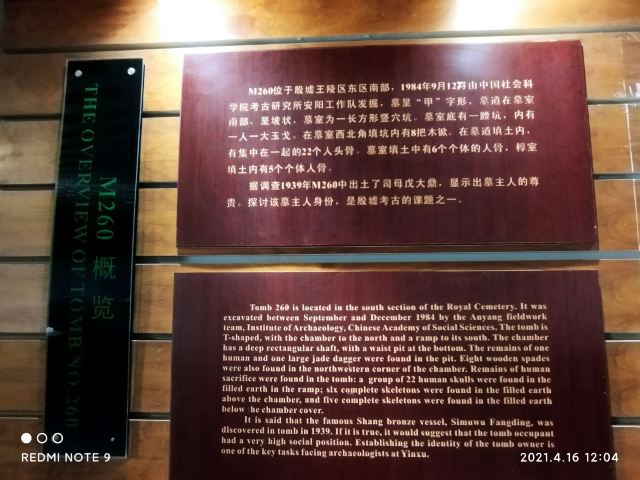 M260 概览
THE OVERVIEW OF TOMB NO.260
M260位于殷墟王陵区东区南部，1984年9月12月由中国社会科
学院考古研究所安阳工作队发掘，墓呈“甲”字形，墓道在墓室
南部，呈坡状，墓室为一长方形竖穴坑。墓室底有一腰坑，内有
一人一大玉戈。在墓室西北角填坑内有8把木锨。在墓道填土内，
有集中在一起的22个人头骨。墓室填土中有6个个体的人骨，椁室
填土内有5个个体人骨。
据调查1939年M260中出土了司母戊大鼎，显示出墓主人的尊
贵。探讨该墓主人身份，是殷墟考古的课题之一。
Tomb 260 is located in the south section of the Royal Cemetery. It was
excavated between September and December 1984 by the Anyang fieldwork
team, Institute of Archaeology, Chinese Academy of Social Sciences. The tomb is
T-shaped, with the chamber to the north and a ramp to its south. The chamber
has a deep rectangular shaft, with a waist pit at the bottom. The remains of one
human and one large jade dagger were found in the pit. Eight wooden spades
were also found in the northwestern corner of the chamber. Remains of human
sacrifice were found in the tomb: a group of 22 human skulls were found in the
filled earth in the ramp; six complete skeletons were found in the filled earth
above the chamber, and five complete skeletons were found in the filled earth
below he chamber cover.
It is said that the famous Shang bronze vessel, Simuwu Fangding, was
discovered in tomb in 1939. If it is true, it would suggest that the tomb occupant
had a very high social position. Establishing the identity of the tomb owner is
one of the key tasks facing archaeologists at Yinxu.
REDMI NOTE 9
2021.4.16 12:04